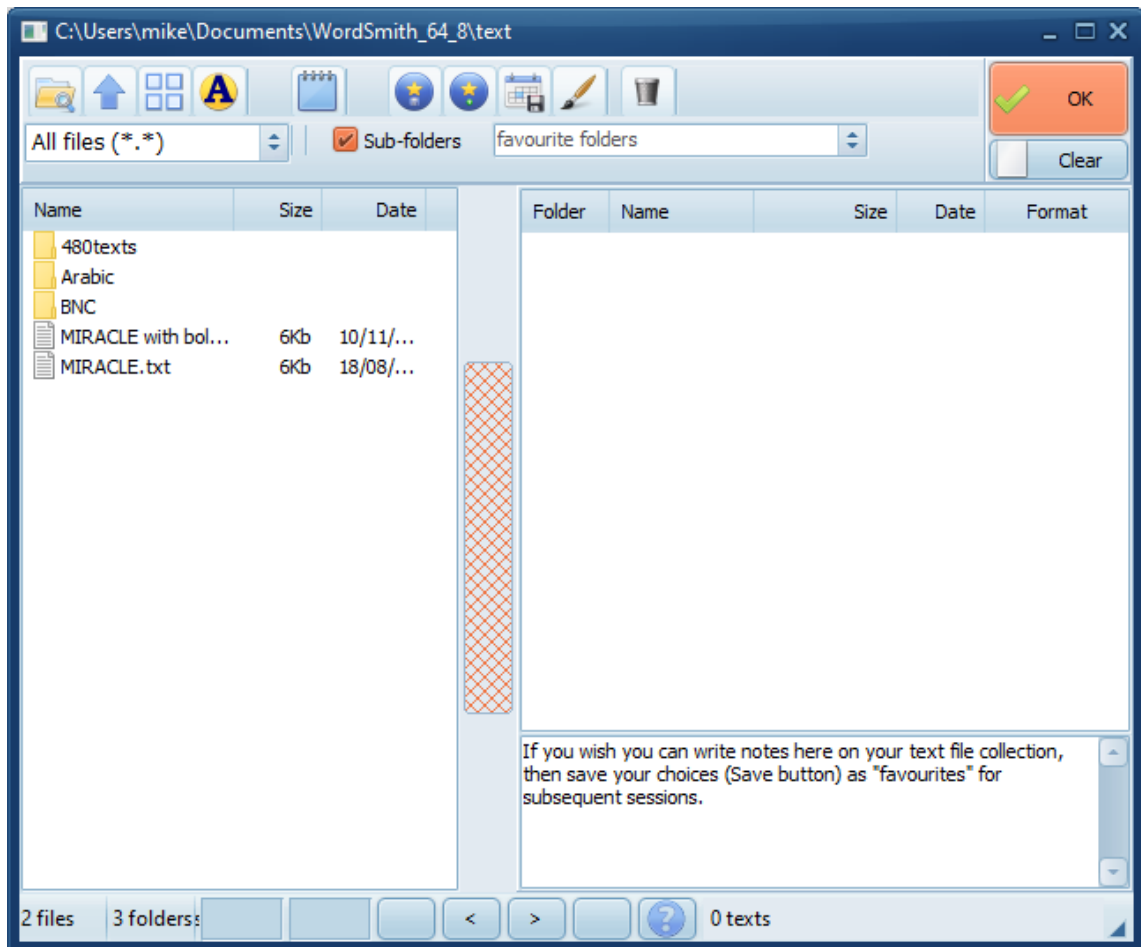 C:\Users\mike\Documents\WordSmith_64_8\text
A
OK
All files (*.*)
Sub-folders
favourite folders
Clear
Name Size Date
Folder Name Size Date Format
480texts
Arabic
BNC
MIRACLE with bol... 6Kb 10/11/...
MIRACLE.txt 6Kb 18/08/...
If you wish you can write notes here on your text file collection,
then save your choices (Save button) as "favourites" for
subsequent sessions.
2 files 3 folders < > ? 0 texts